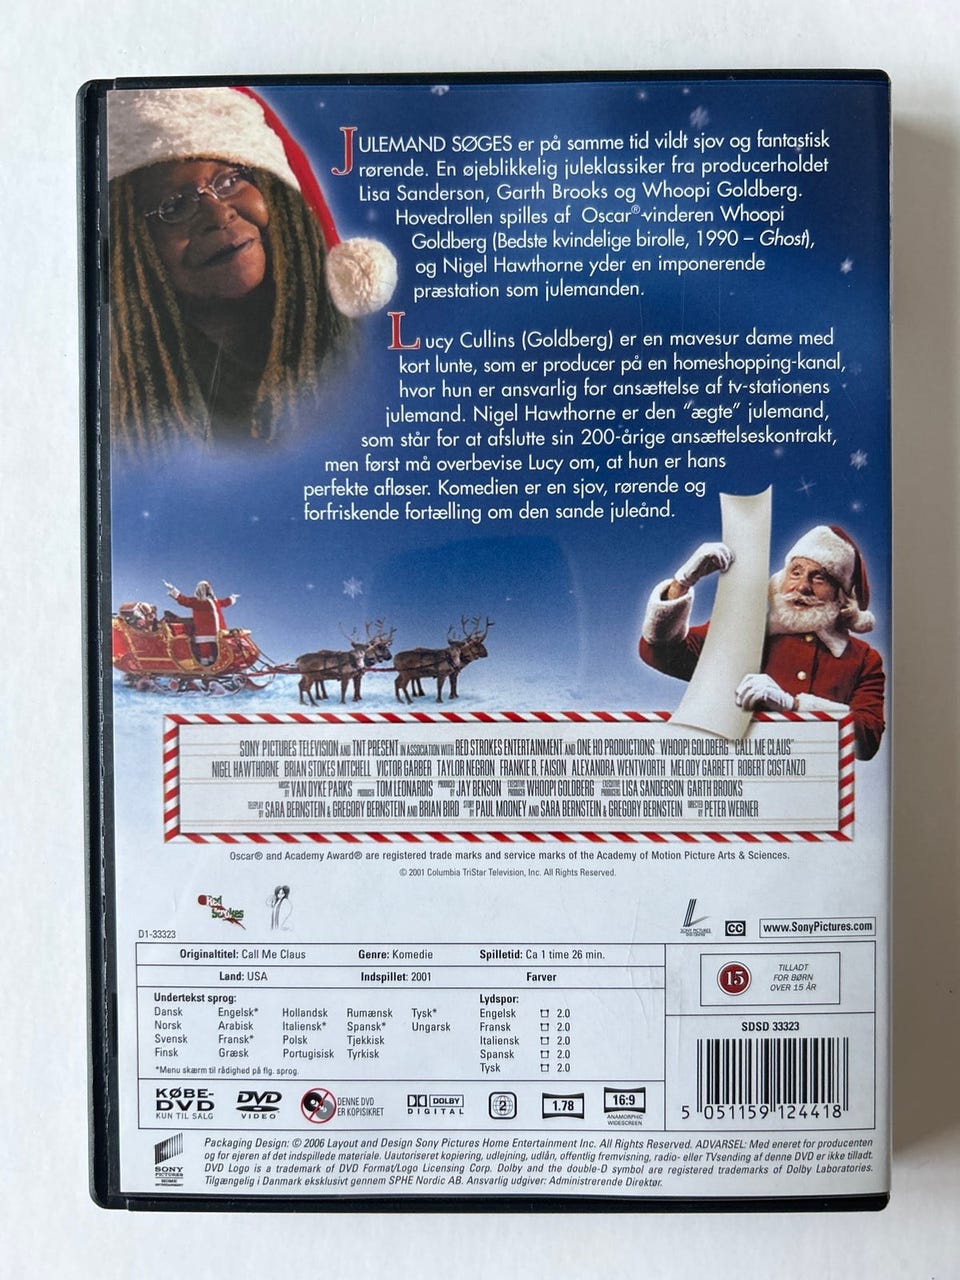 JULEMAND SØGES er på samme tid vildt sjov og fantastisk
rørende. En øjeblikkelig juleklassiker fra producerholdet
Lisa Sanderson, Garth Brooks og Whoopi Goldberg.
Hovedrollen spilles af Oscar®-vinderen Whoopi
Goldberg (Bedste kvindelige birolle, 1990 – Ghost),
og Nigel Hawthorne yder en imponerende
præstation som julemanden.
Lucy Cullins (Goldberg) er en mavesur dame med
kort lunte, som er producer på en homeshopping-kanal,
hvor hun er ansvarlig for ansættelse af tv-stationens
julemand. Nigel Hawthorne er den "ægte" julemand,
som står for at afslutte sin 200-årige ansættelseskontrakt,
men først må overbevise Lucy om, at hun er hans
perfekte afløser. Komedien er en sjov, rørende og
forfriskende fortælling om den sande juleånd.
SONY PICTURES TELEVISION AND TNT PRESENT IN ASSOCIATION WITH RED STROKES ENTERTAINMENT AND ONE HO PRODUCTIONS WHOOPI GOLDBERG "CALL ME CLAUS"
NIGEL HAWTHORNE BRIAN STOKES MITCHELL VICTOR GARBER TAYLOR NEGRON FRANKIE R. FAISON ALEXANDRA WENTWORTH MELODY GARRETT ROBERT COSTANZO
MUSIC BY VAN DYKE PARKS PRODUCER TOM LEONARDIS PRODUCED BY JAY BENSON EXECUTIVE PRODUCER WHOOPI GOLDBERG EXECUTIVE PRODUCERS LISA SANDERSON GARTH BROOKS
TELEPLAY BY SARA BERNSTEIN & GREGORY BERNSTEIN AND BRIAN BIRD STORY BY PAUL MOONEY AND SARA BERNSTEIN & GREGORY BERNSTEIN DIRECTED BY PETER WERNER
Oscar® and Academy Award® are registered trade marks and service marks of the Academy of Motion Picture Arts & Sciences.
© 2001 Columbia TriStar Television, Inc. All Rights Reserved.
Red Strokes
SONY PICTURES
DVD CENTER
CC
www.SonyPictures.com
D1-33323
Originaltitel: Call Me Claus Genre: Komedie Spilletid: Ca 1 time 26 min.
Land: USA Indspillet: 2001 Farver
Undertekst sprog:
Dansk Engelsk* Hollandsk Rumænsk Tysk*
Norsk Arabisk Italiensk* Spansk* Ungarsk
Svensk Fransk* Polsk Tjekkisk
Finsk Græsk Portugisisk Tyrkisk
*Menu skærm til rådighed på flg. sprog.
Lydspor:
Engelsk 2.0
Fransk 2.0
Italiensk 2.0
Spansk 2.0
Tysk 2.0
15
TILLADT
FOR BØRN
OVER 15 ÅR
SDSD 33323
5 051159 124418
KØBE-
DVD
KUN TIL SALG
DVD
VIDEO
DENNE DVD
ER KOPISIKRET
DOLBY
DIGITAL
2
1.78
16:9
ANAMORPHIC
WIDESCREEN
SONY
PICTURES
HOME
ENTERTAINMENT
Packaging Design: © 2006 Layout and Design Sony Pictures Home Entertainment Inc. All Rights Reserved. ADVARSEL: Med eneret for producenten
og for ejeren af det indspillede materiale. Uautoriseret kopiering, udlejning, udlån, offentlig fremvisning, radio- eller TVsending af denne DVD er ikke tilladt.
DVD Logo is a trademark of DVD Format/Logo Licensing Corp. Dolby and the double-D symbol are registered trademarks of Dolby Laboratories.
Tilgængelig i Danmark eksklusivt gennem SPHE Nordic AB. Ansvarlig udgiver: Administrerende Direktør.